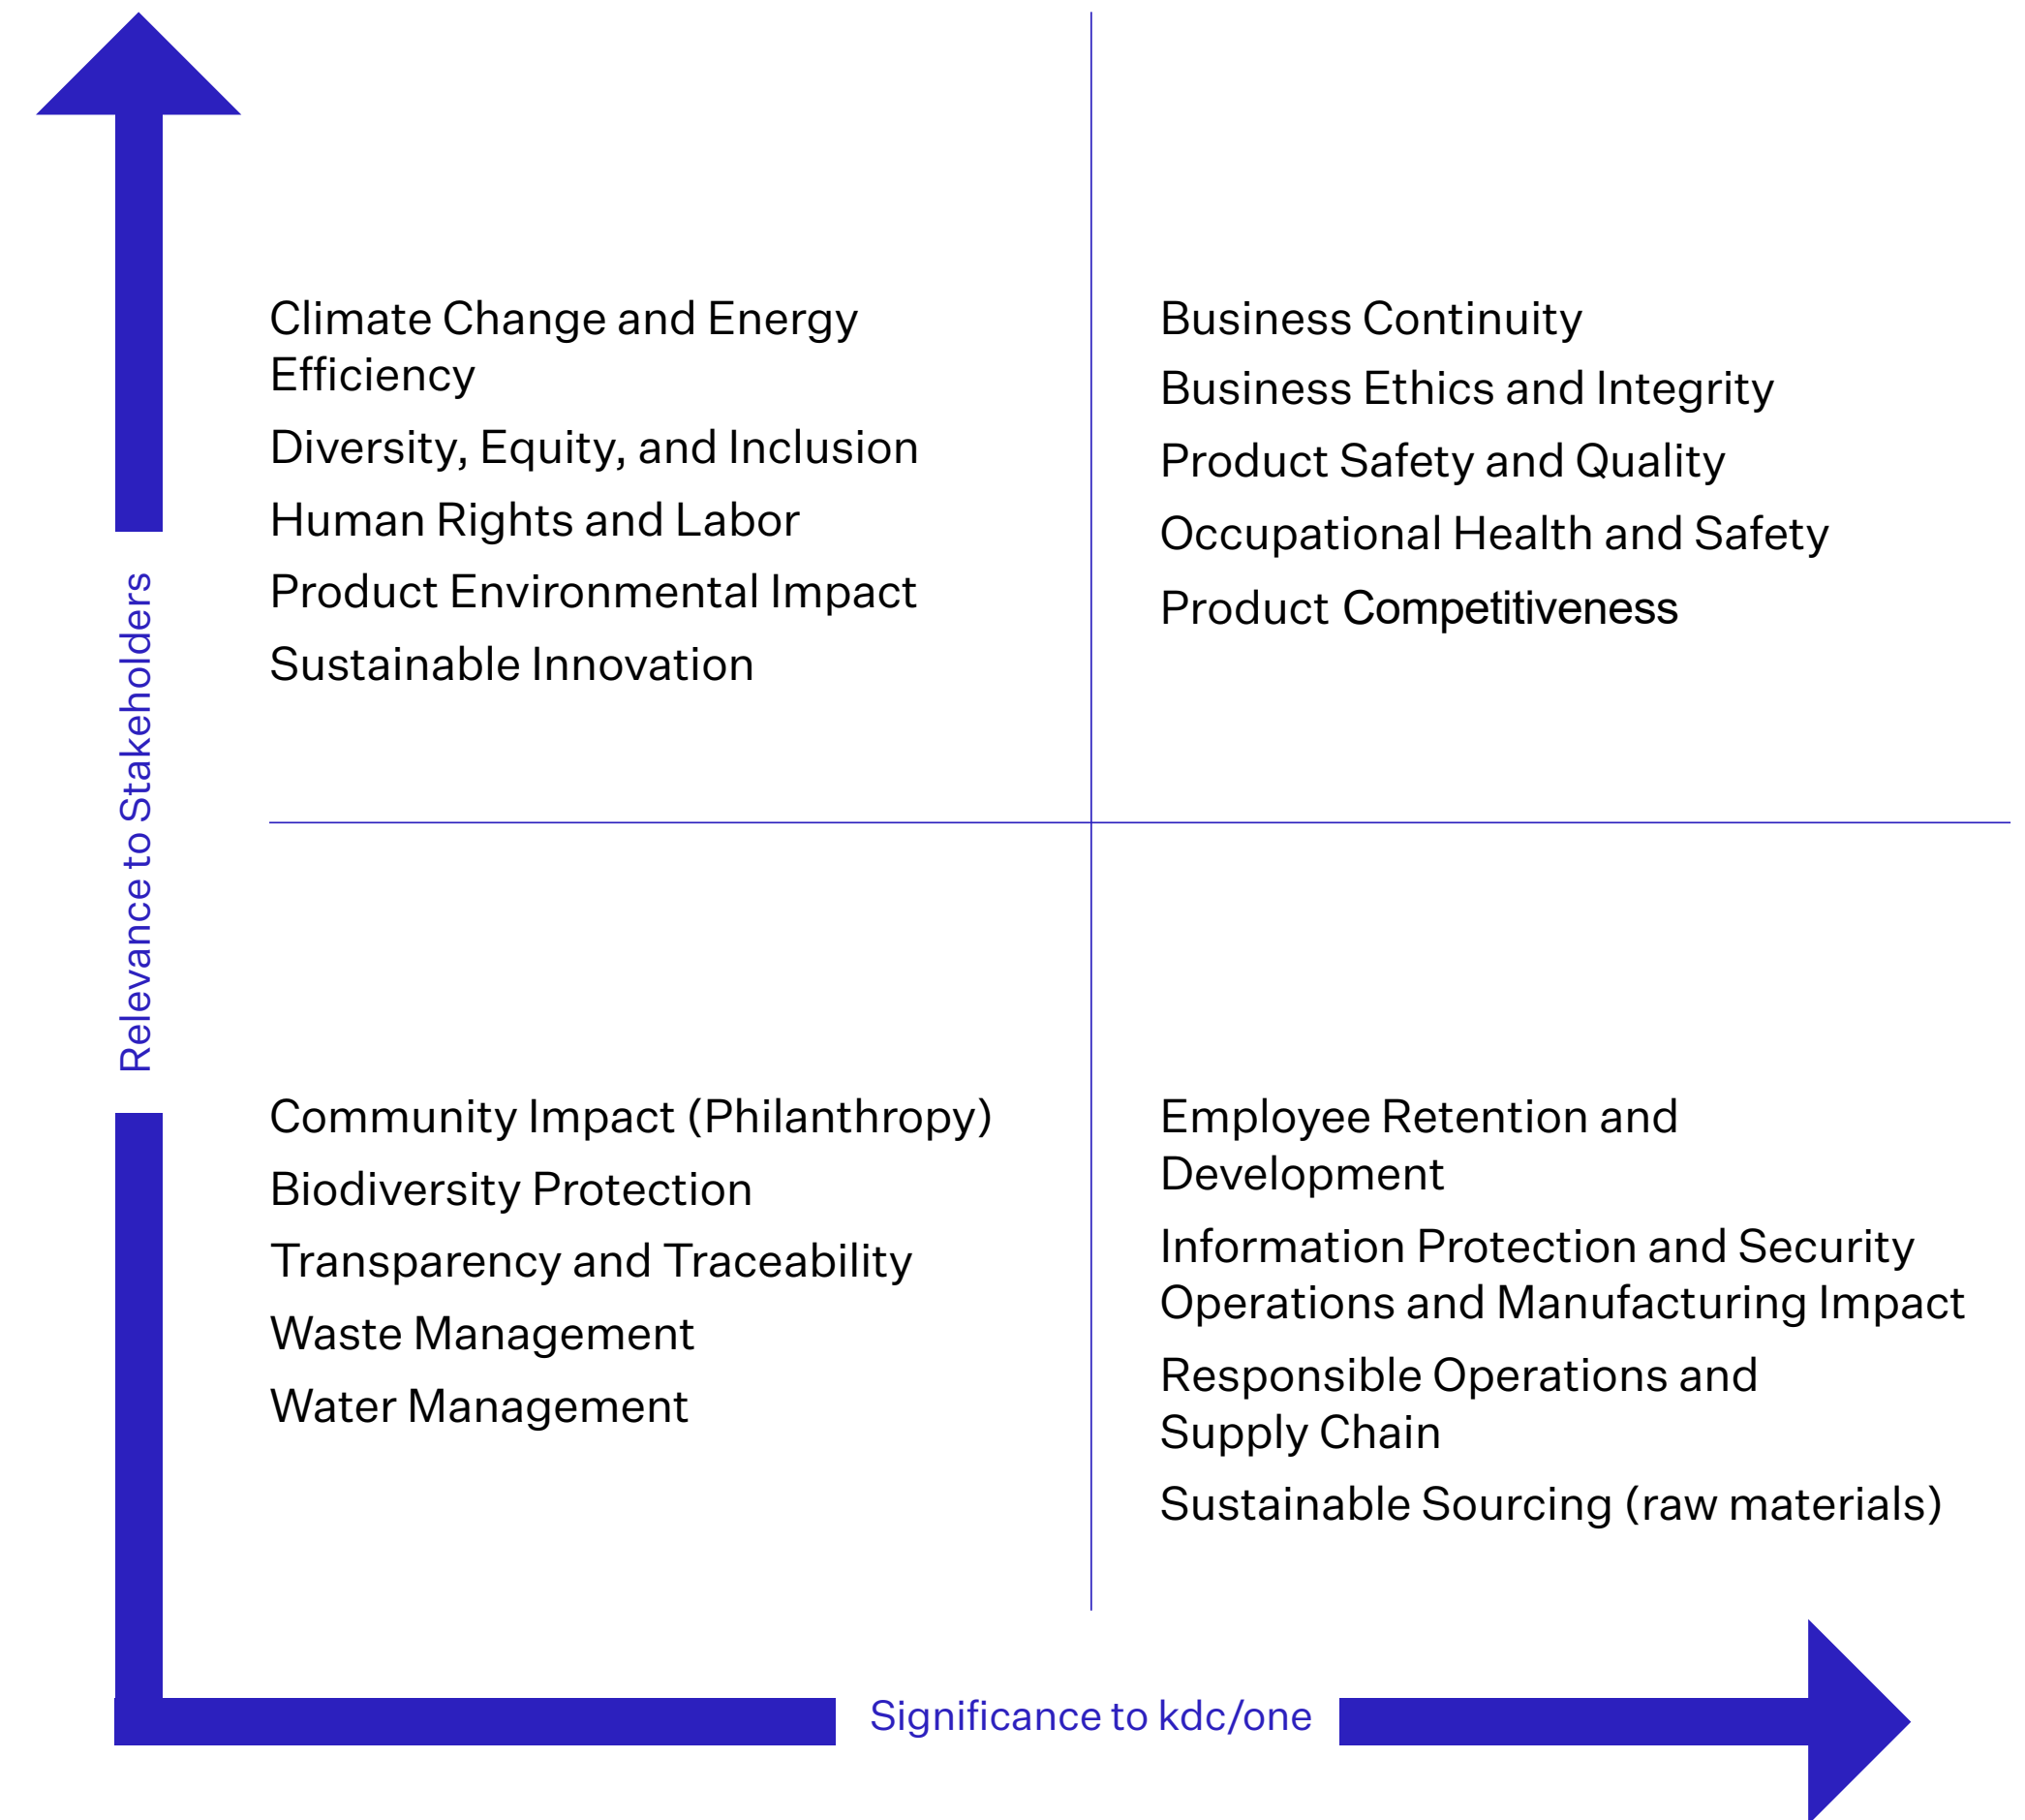 Climate Change and Energy
Efficiency
Diversity, Equity, and Inclusion
Human Rights and Labor
Product Environmental Impact
Sustainable Innovation
Business Continuity
Business Ethics and Integrity
Product Safety and Quality
Occupational Health and Safety
Product Competitiveness
Relevance to Stakeholders
Community Impact (Philanthropy)
Biodiversity Protection
Transparency and Traceability
Waste Management
Water Management
Employee Retention and
Development
Information Protection and Security
Operations and Manufacturing Impact
Responsible Operations and
Supply Chain
Sustainable Sourcing (raw materials)
Significance to kdc/one